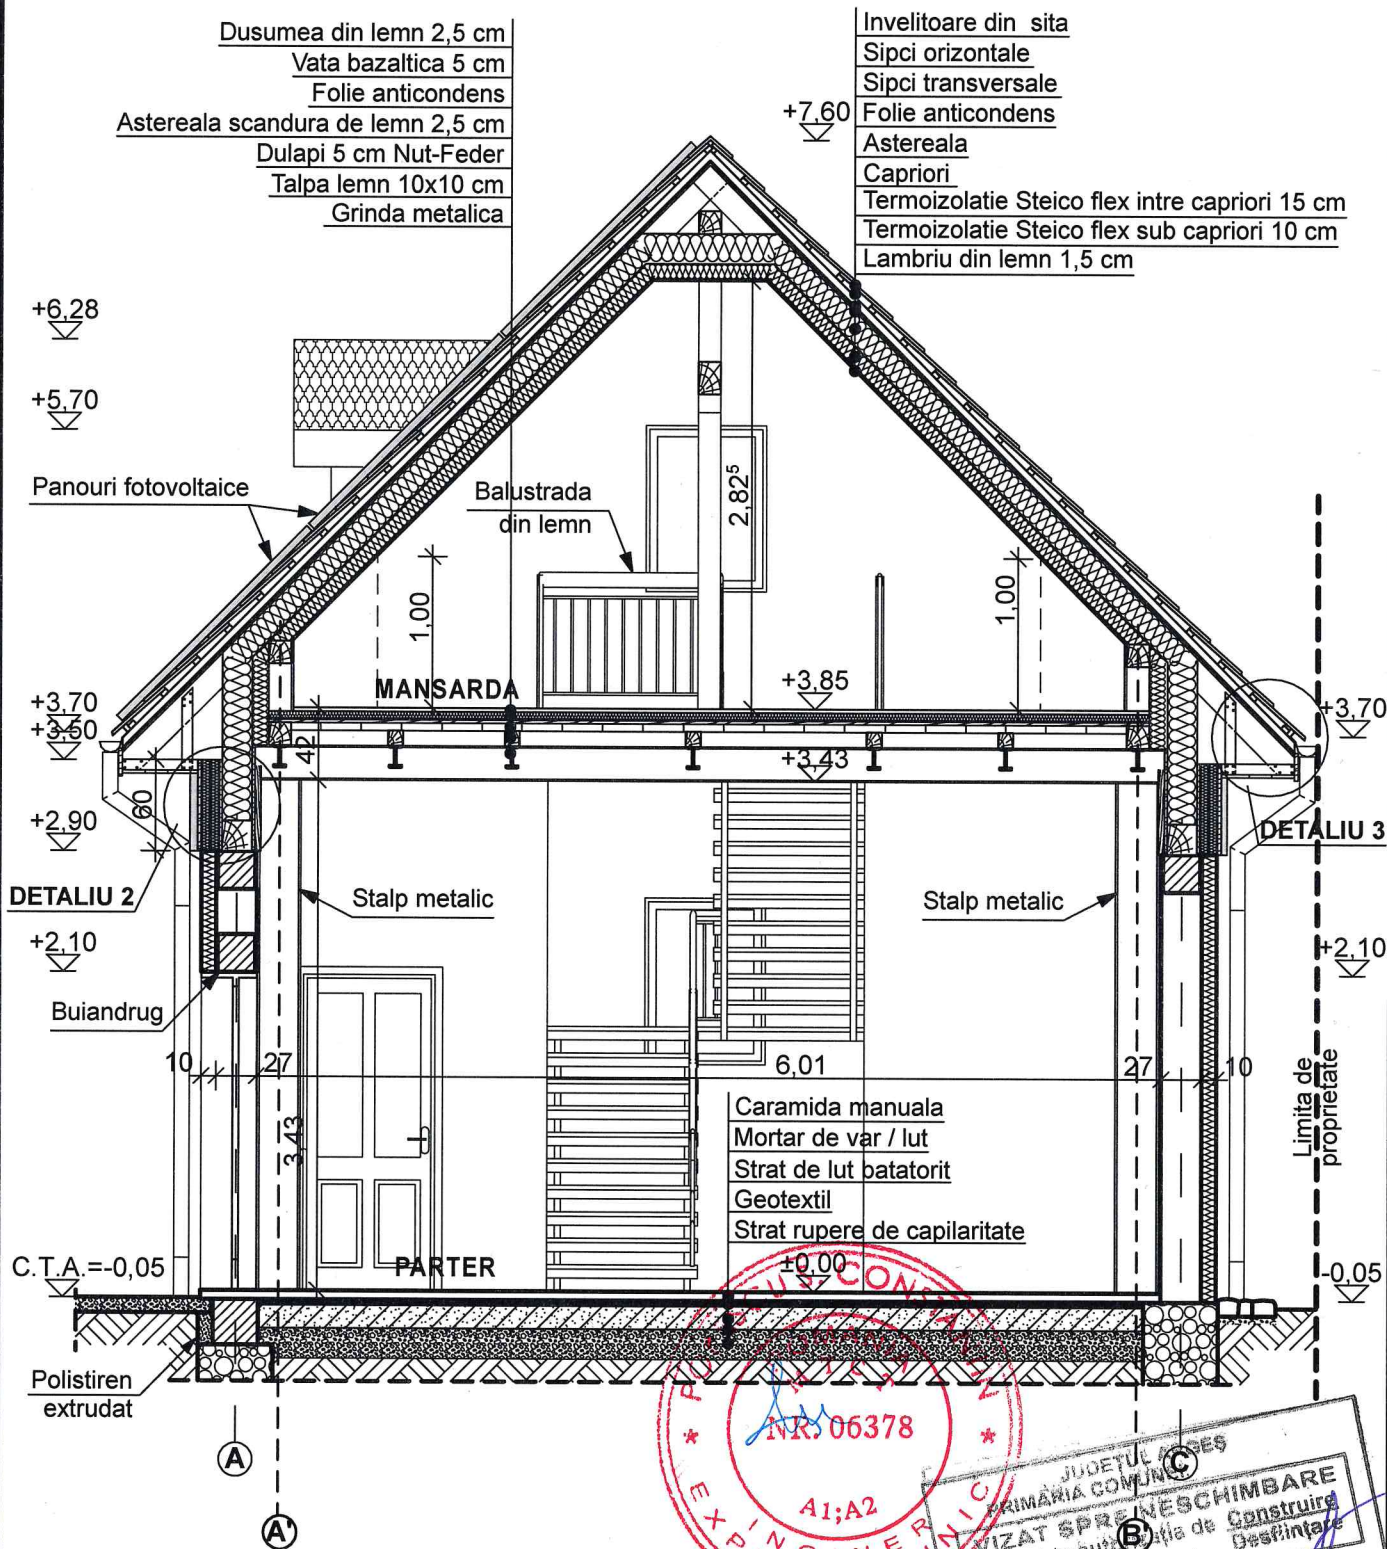 Dusumea din lemn 2,5 cm
Vata bazaltica 5 cm
Folie anticondens
Astereala scandura de lemn 2,5 cm
Dulapi 5 cm Nut-Feder
Talpa lemn 10x10 cm
Grinda metalica
Invelitoare din sita
Sipci orizontale
Sipci transversale
Folie anticondens
Astereala
Capriori
Termoizolatie Steico flex intre capriori 15 cm
Termoizolatie Steico flex sub capriori 10 cm
Lambriu din lemn 1,5 cm
+7,60
+6,28
+5,70
Panouri fotovoltaice
Balustrada
din lemn
2,82⁵
1,00
1,00
MANSARDA
+3,85
+3,70
+3,50
+3,70
42
+3,43
60
+2,90
DETALIU 2
DETALIU 3
Stalp metalic
Stalp metalic
+2,10
+2,10
Buiandrug
10
27
6,01
27
10
Limita de
proprietate
3,43
Caramida manuala
Mortar de var / lut
Strat de lut batatorit
Geotextil
Strat rupere de capilaritate
C.T.A.=-0,05
PARTER
±0,00
-0,05
Polistiren
extrudat
CONSTANTIN
NR. 06378
A1;A2
JUDEȚUL ARGEȘ
PRIMĂRIA
VIZAT SPRE NESCHIMBARE
de Construire
Desființare
A
C
A'
B'